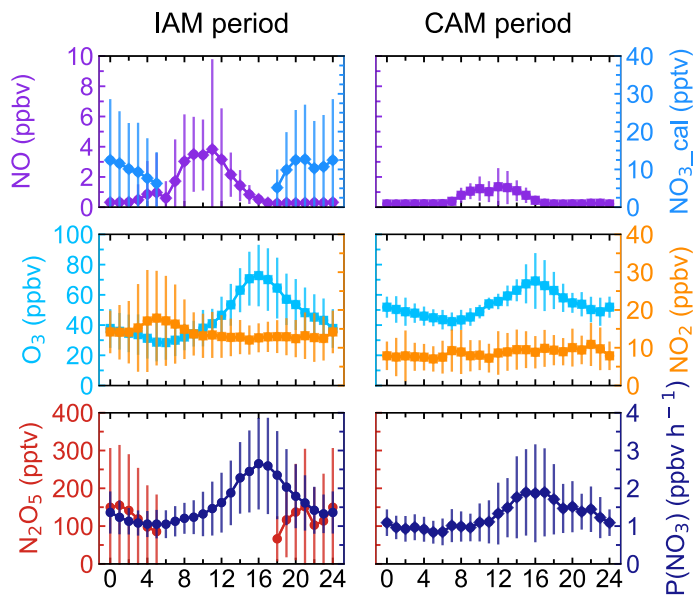 IAM period CAM period
10 40
8
30
6
20
4
10
2
0 0
NO (ppbv)
NO₃_cal (pptv)
100 40
80
30
60
20
40
10
20
0 0
O₃ (ppbv)
NO₂ (ppbv)
400 4
300 3
200 2
100 1
0 0
N₂O₅ (pptv)
P(NO₃) (ppbv h⁻¹)
0 4 8 12 16 20 24 0 4 8 12 16 20 24